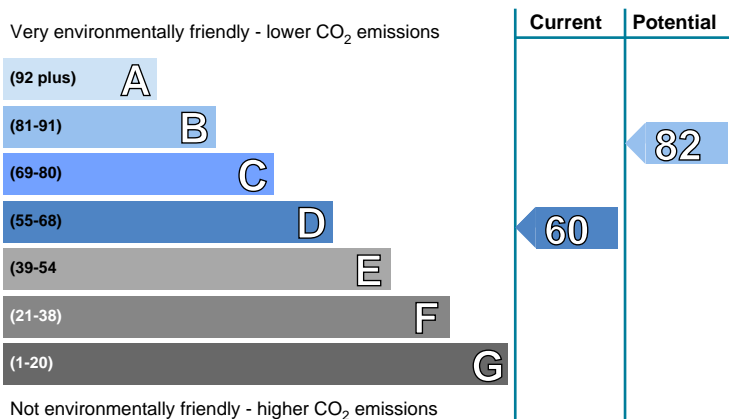 Current Potential
Very environmentally friendly - lower CO2 emissions
(92 plus) A
(81-91) B
(69-80) C
(55-68) D
(39-54 E
(21-38) F
(1-20) G
82
60
Not environmentally friendly - higher CO2 emissions